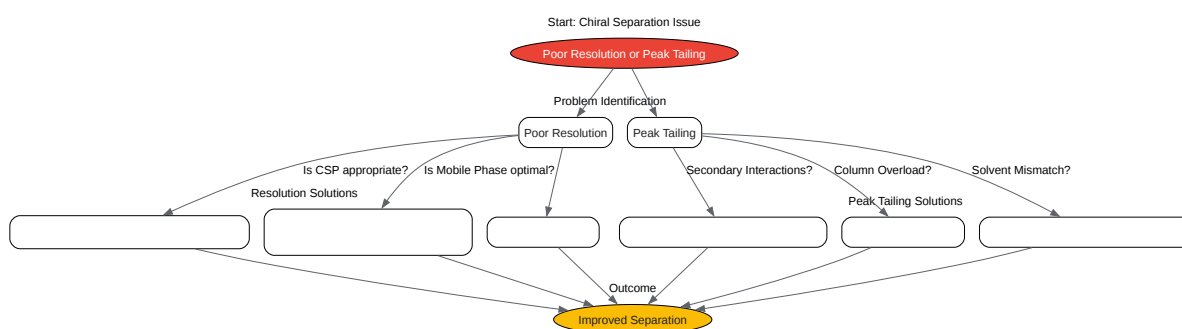 Start: Chiral Separation Issue
Poor Resolution or Peak Tailing
Problem Identification
Poor Resolution
Peak Tailing
Is CSP appropriate?
Is Mobile Phase optimal?
Secondary Interactions?
Column Overload?
Solvent Mismatch?
Resolution Solutions
Peak Tailing Solutions
Outcome
Improved Separation